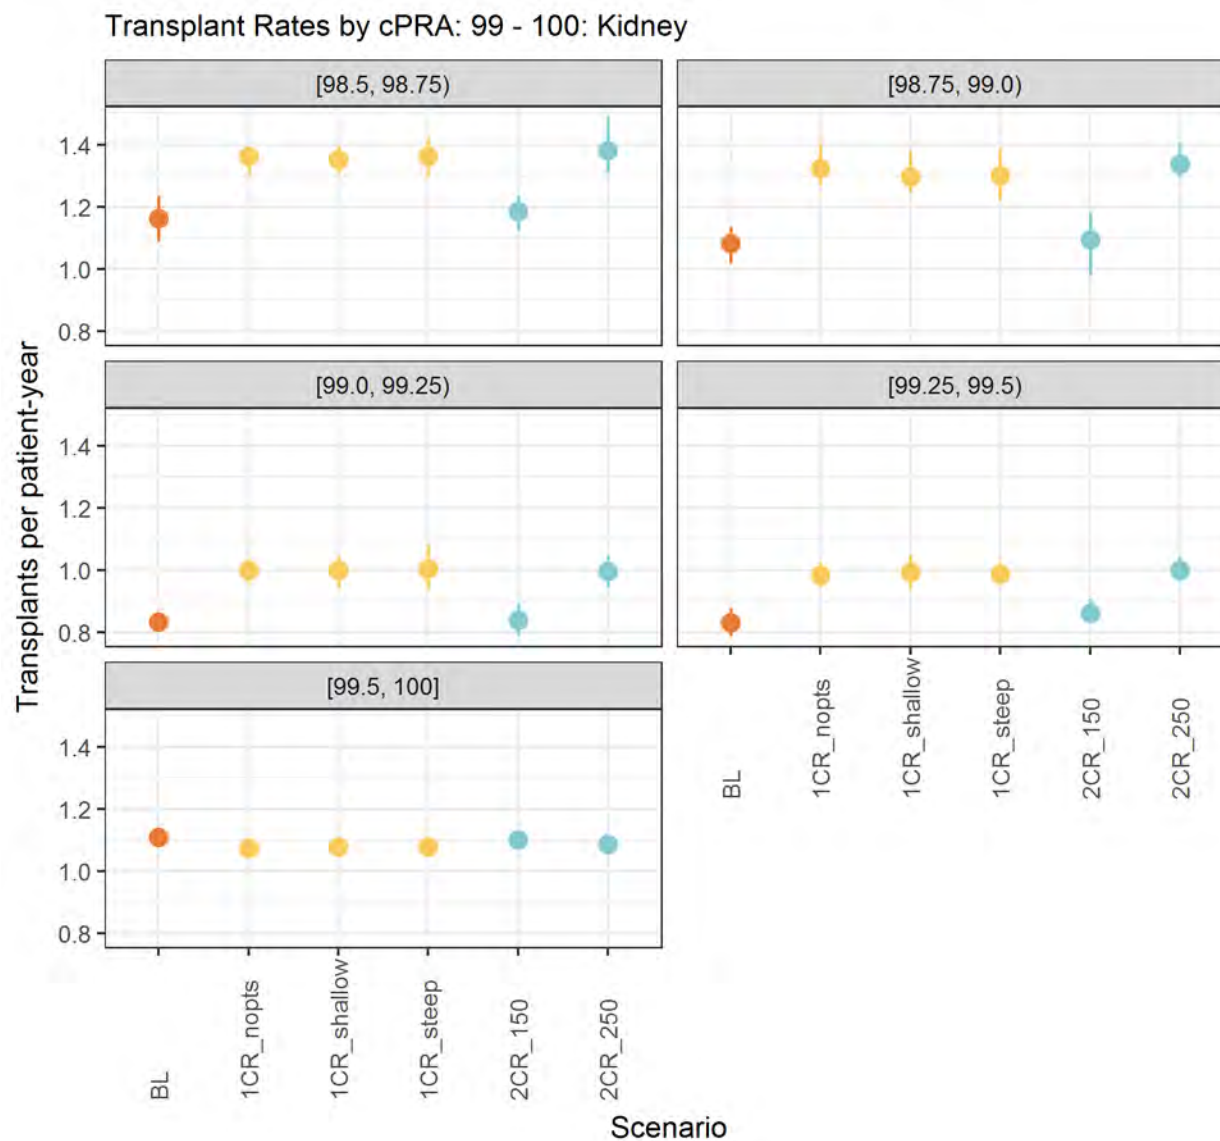 Transplant Rates by cPRA: 99 - 100: Kidney
[98.5, 98.75)
[98.75, 99.0)
1.4
1.2
1.0
0.8
[99.0, 99.25)
[99.25, 99.5)
1.4
1.2
1.0
0.8
Transplants per patient-year
[99.5, 100]
BL
1CR_nopts
1CR_shallow
1CR_steep
2CR_150
2CR_250
1.4
1.2
1.0
0.8
BL
1CR_nopts
1CR_shallow
1CR_steep
2CR_150
2CR_250
Scenario